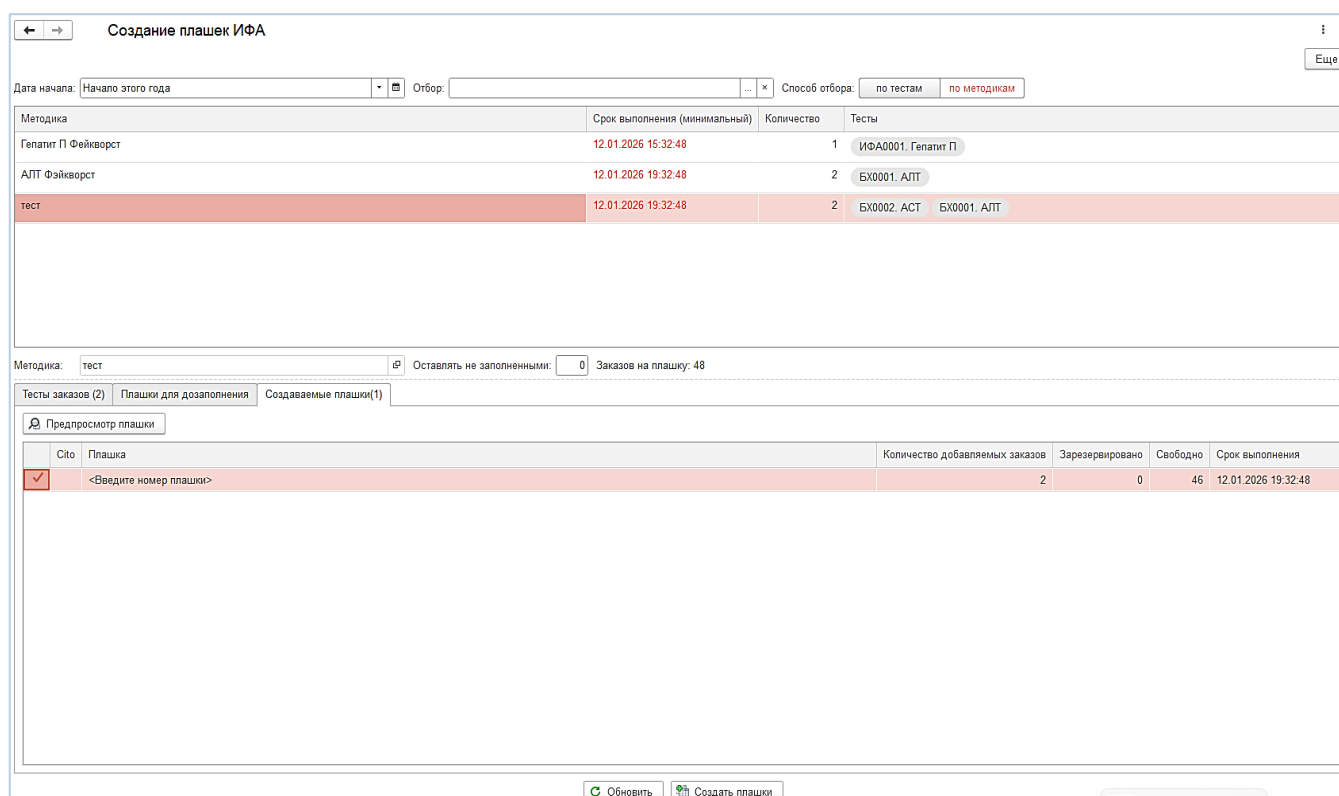 Создание плашек ИФА
Еще
Дата начала: Начало этого года Отбор: ... × Способ отбора: по тестам по методикам
Методика Срок выполнения (минимальный) Количество Тесты
Гепатит П Фейкворст 12.01.2026 15:32:48 1 ИФА0001. Гепатит П
АЛТ Фэйкворст 12.01.2026 19:32:48 2 БХ0001. АЛТ
тест 12.01.2026 19:32:48 2 БХ0002. АСТ БХ0001. АЛТ
Методика: тест Оставлять не заполненными: 0 Заказов на плашку: 48
Тесты заказов (2) Плашки для дозаполнения Создаваемые плашки(1)
Предпросмотр плашки
Cito Плашка Количество добавляемых заказов Зарезервировано Свободно Срок выполнения
<Введите номер плашки> 2 0 46 12.01.2026 19:32:48
Обновить Создать плашки